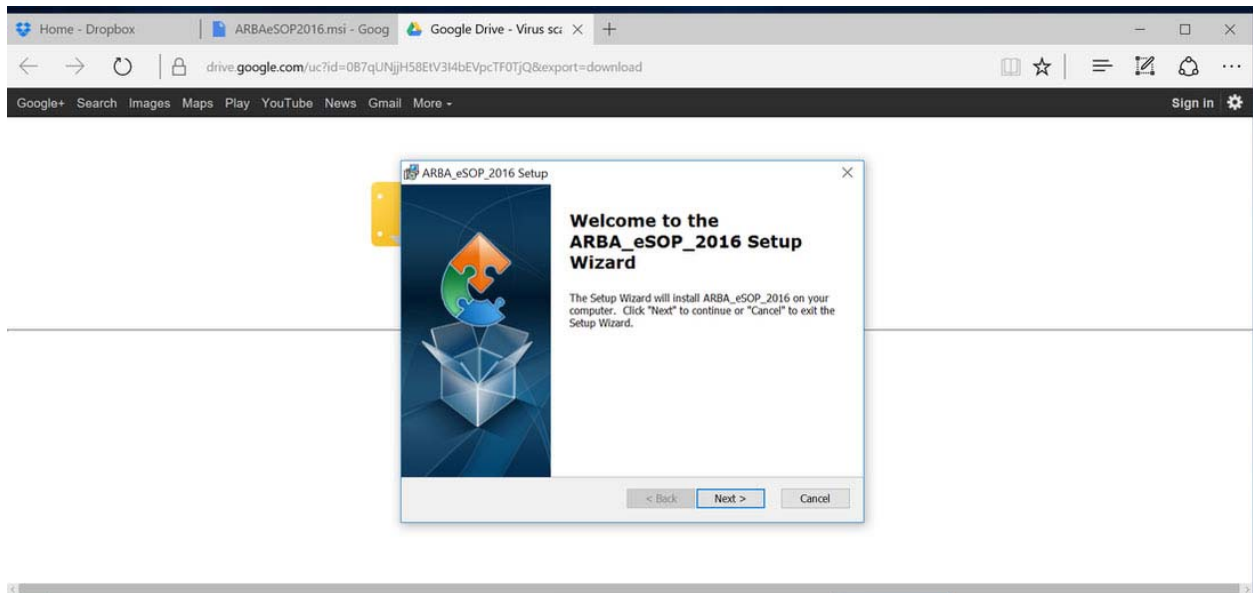 Home - Dropbox
ARBAeSOP2016.msi - Goog
Google Drive - Virus sca
drive.google.com/uc?id=0B7qUNjjH58EtV3I4bEVpcTF0TjQ&export=download
Google+ Search Images Maps Play YouTube News Gmail More
Sign in
ARBA_eSOP_2016 Setup
Welcome to the
ARBA_eSOP_2016 Setup
Wizard
The Setup Wizard will install ARBA_eSOP_2016 on your
computer. Click "Next" to continue or "Cancel" to exit the
Setup Wizard.
< Back Next > Cancel